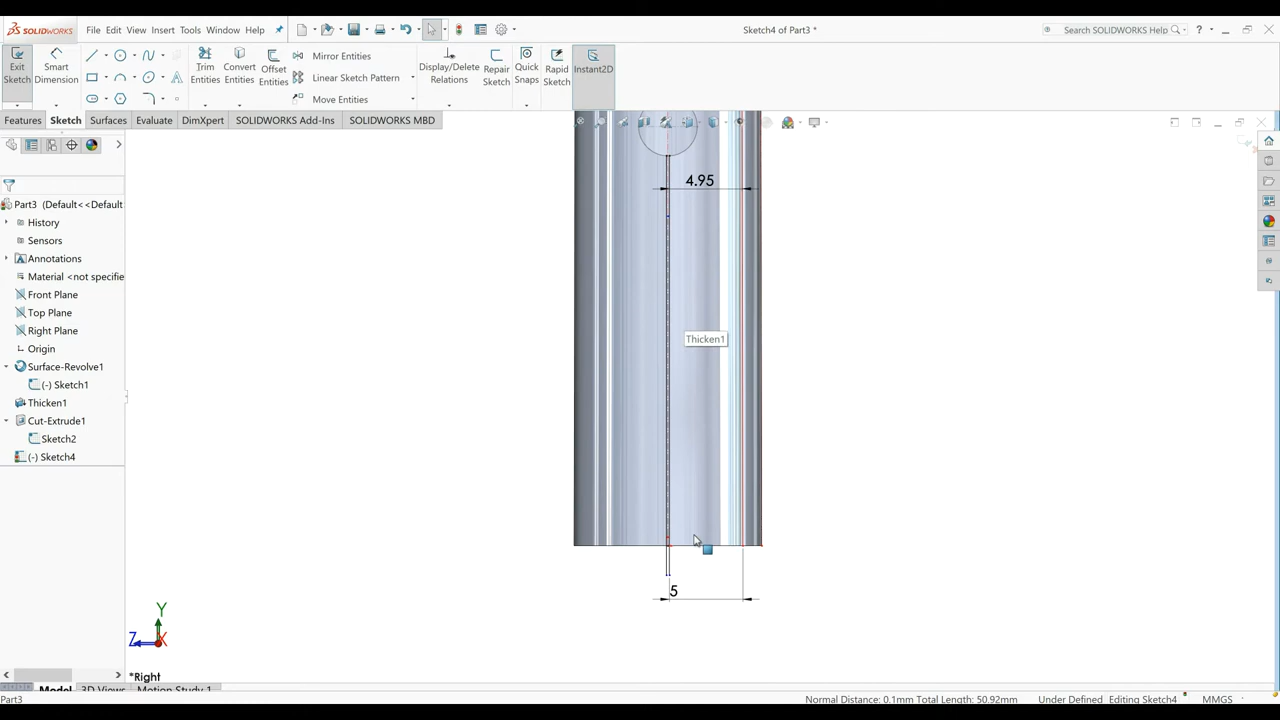 SOLIDWORKS
File Edit View Insert Tools Window Help
Sketch4 of Part3 *
Search SOLIDWORKS Help
Exit Sketch
Smart Dimension
Trim Entities
Convert Entities
Offset Entities
Mirror Entities
Linear Sketch Pattern
Move Entities
Display/Delete Relations
Repair Sketch
Quick Snaps
Rapid Sketch
Instant2D
Features Sketch Surfaces Evaluate DimXpert SOLIDWORKS Add-Ins SOLIDWORKS MBD
Part3 (Default<<Default
History
Sensors
Annotations
Material <not specifie
Front Plane
Top Plane
Right Plane
Origin
Surface-Revolve1
(-) Sketch1
Thicken1
Cut-Extrude1
Sketch2
(-) Sketch4
4.95
Thicken1
5
Y
Z
X
*Right
Model 3D Views Motion Study 1
Part3
Normal Distance: 0.1mm Total Length: 50.92mm Under Defined Editing Sketch4 MMGS